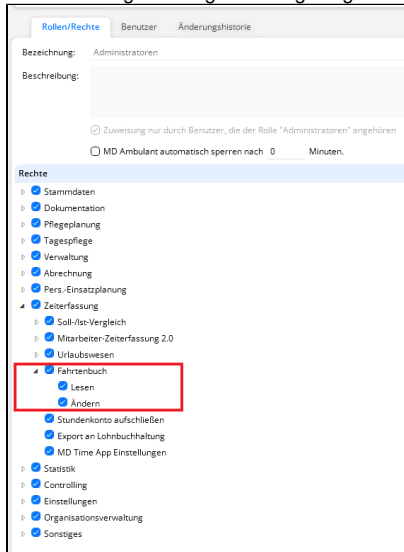 Rollen/Rechte Benutzer Änderungshistorie
Bezeichnung: Administratoren
Beschreibung:
Zuweisung nur durch Benutzer, die der Rolle "Administratoren" angehören
MD Ambulant automatisch sperren nach 0 Minuten.
Rechte
Stammdaten
Dokumentation
Pflegeplanung
Tagespflege
Verwaltung
Abrechnung
Pers.-Einsatzplanung
Zeiterfassung
Soll-/Ist-Vergleich
Mitarbeiter-Zeiterfassung 2.0
Urlaubswesen
Fahrtenbuch
Lesen
Ändern
Stundenkonto aufschließen
Export an Lohnbuchhaltung
MD Time App Einstellungen
Statistik
Controlling
Einstellungen
Organisationsverwaltung
Sonstiges